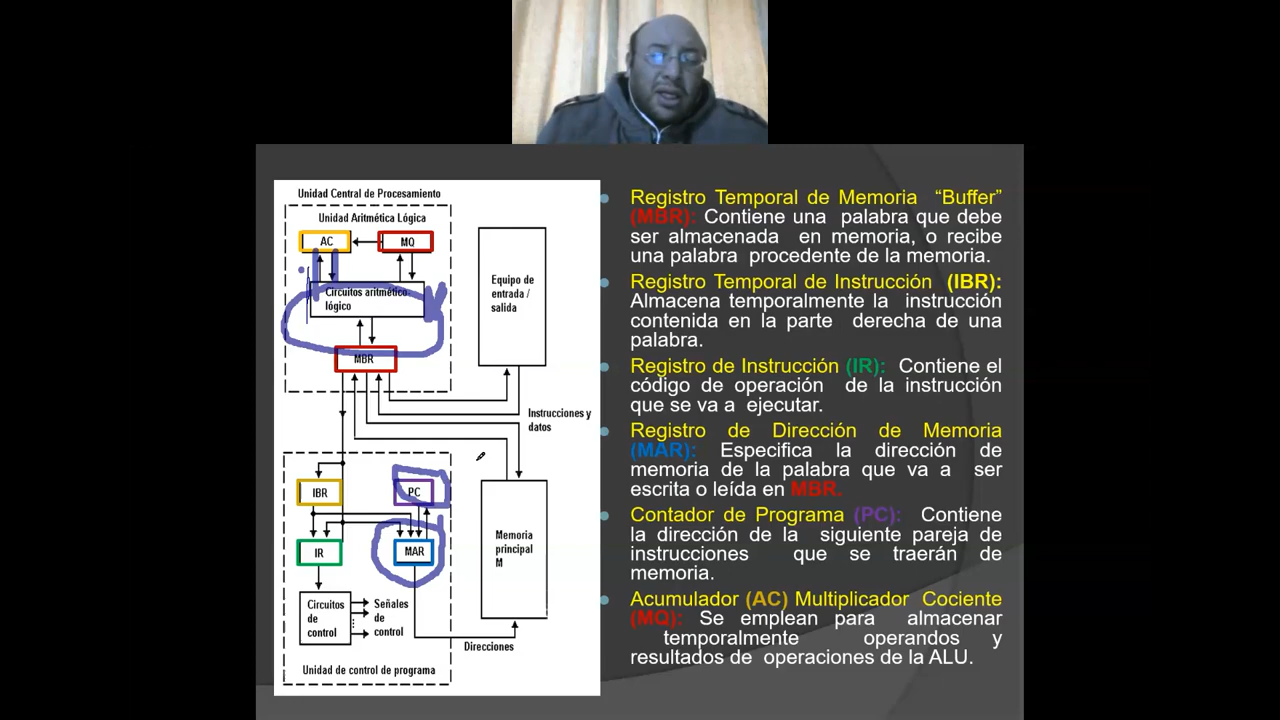 Unidad Central de Procesamiento
Unidad Aritmética Lógica
AC
MQ
Circuitos aritmético-
lógico
MBR
Equipo de
entrada /
salida
Instrucciones y
datos
IBR
PC
IR
MAR
Memoria
principal
M
Circuitos
de
control
Señales
de
control
Direcciones
Unidad de control de programa
Registro Temporal de Memoria “Buffer”
(MBR): Contiene una palabra que debe
ser almacenada en memoria, o recibe
una palabra procedente de la memoria.
Registro Temporal de Instrucción (IBR):
Almacena temporalmente la instrucción
contenida en la parte derecha de una
palabra.
Registro de Instrucción (IR): Contiene el
código de operación de la instrucción
que se va a ejecutar.
Registro de Dirección de Memoria
(MAR): Especifica la dirección de
memoria de la palabra que va a ser
escrita o leída en MBR.
Contador de Programa (PC): Contiene
la dirección de la siguiente pareja de
instrucciones que se traerán de
memoria.
Acumulador (AC) Multiplicador Cociente
(MQ): Se emplean para almacenar
temporalmente operandos y
resultados de operaciones de la ALU.